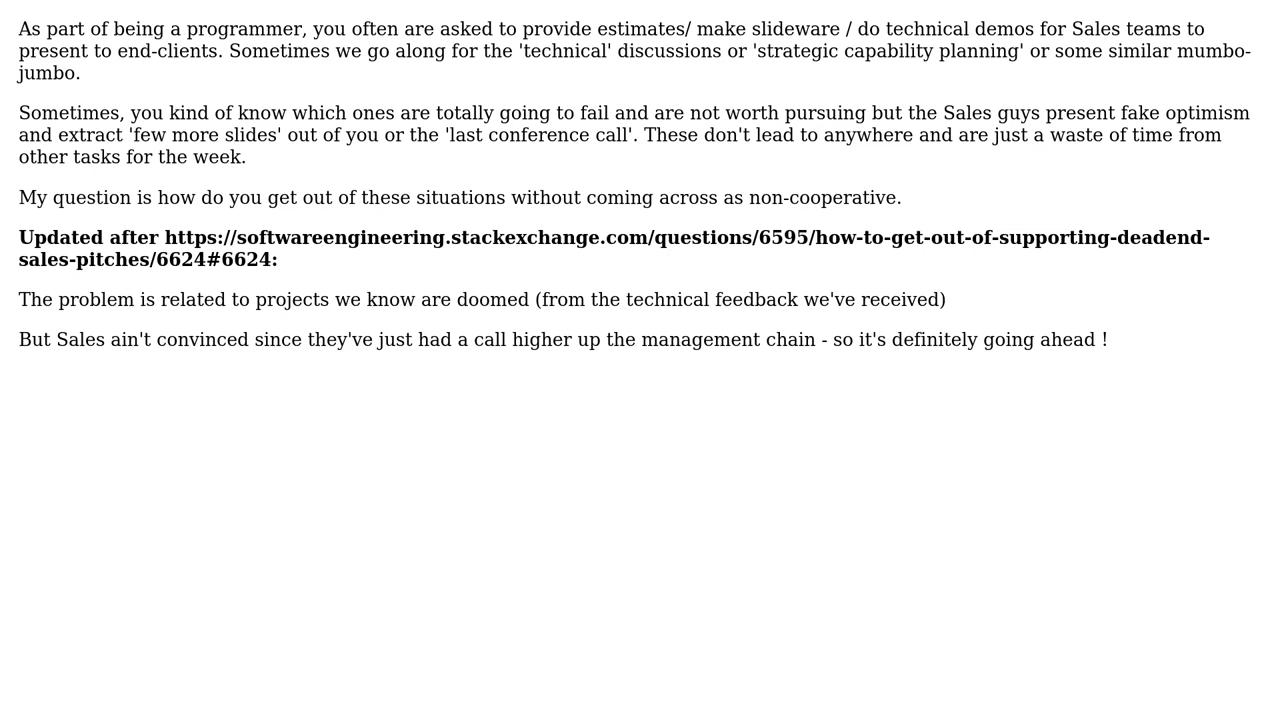 As part of being a programmer, you often are asked to provide estimates/ make slideware / do technical demos for Sales teams to
present to end-clients. Sometimes we go along for the 'technical' discussions or 'strategic capability planning' or some similar mumbo-
jumbo.
Sometimes, you kind of know which ones are totally going to fail and are not worth pursuing but the Sales guys present fake optimism
and extract 'few more slides' out of you or the 'last conference call'. These don't lead to anywhere and are just a waste of time from
other tasks for the week.
My question is how do you get out of these situations without coming across as non-cooperative.
Updated after https://softwareengineering.stackexchange.com/questions/6595/how-to-get-out-of-supporting-deadend-
sales-pitches/6624#6624:
The problem is related to projects we know are doomed (from the technical feedback we've received)
But Sales ain't convinced since they've just had a call higher up the management chain - so it's definitely going ahead !